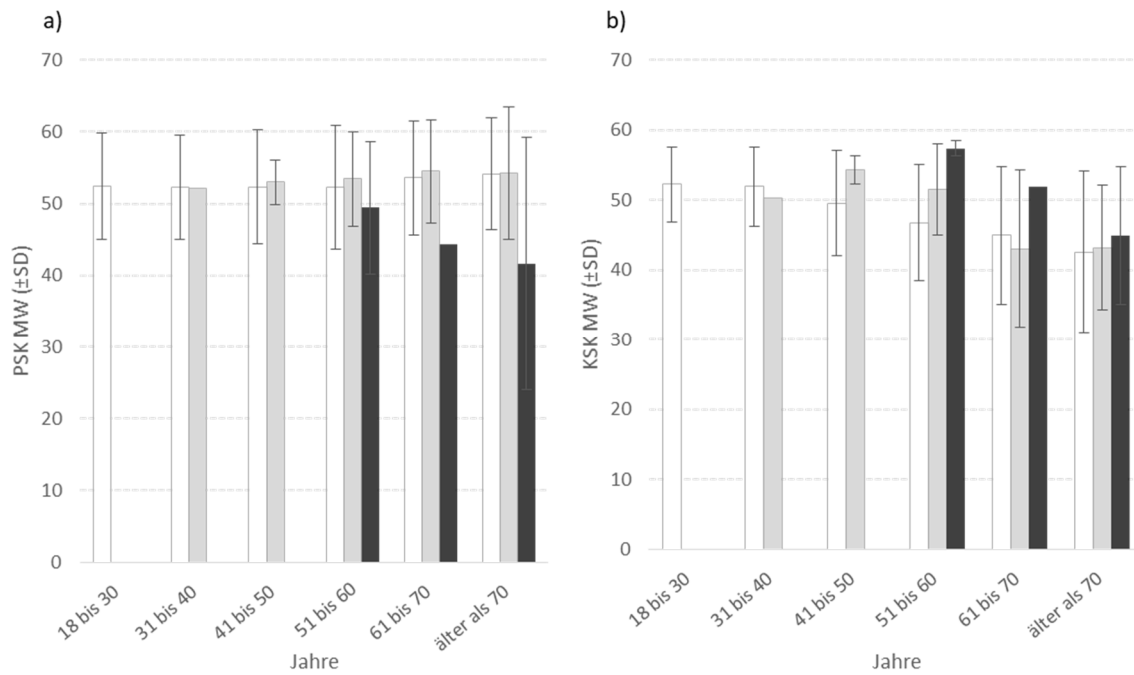 a)
70
60
50
40
30
20
10
0
PSK MW (±SD)
18 bis 30
31 bis 40
41 bis 50
51 bis 60
61 bis 70
älter als 70
Jahre
b)
70
60
50
40
30
20
10
0
KSK MW (±SD)
18 bis 30
31 bis 40
41 bis 50
51 bis 60
61 bis 70
älter als 70
Jahre